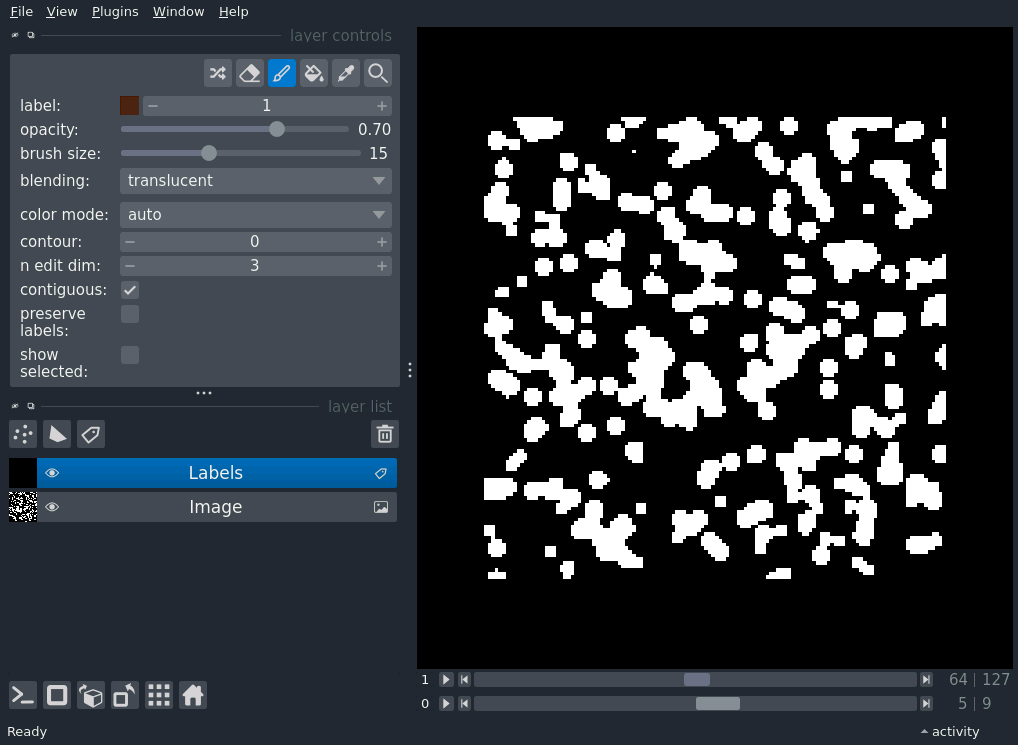 File View Plugins Window Help
layer controls
label: 1
opacity: 0.70
brush size: 15
blending: translucent
color mode: auto
contour: 0
n edit dim: 3
contiguous:
preserve
labels:
show
selected:
layer list
Labels
Image
1 64 | 127
0 5 | 9
Ready activity